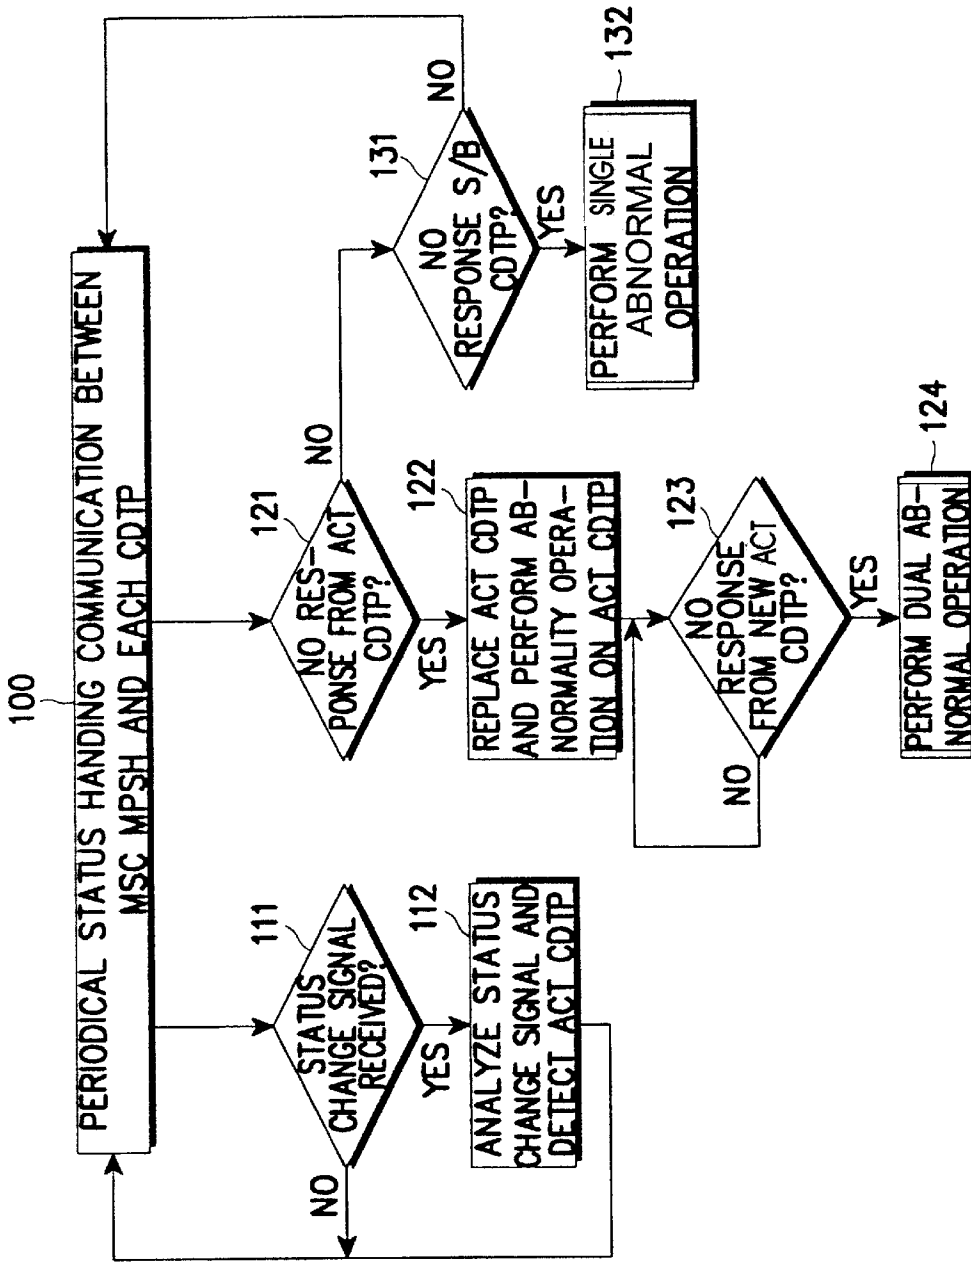 100
PERIODICAL STATUS HANDING COMMUNICATION BETWEEN
MSC MPSH AND EACH CDTP
111
STATUS
CHANGE SIGNAL
RECEIVED?
NO
YES
112
ANALYZE STATUS
CHANGE SIGNAL AND
DETECT ACT CDTP
121
NO RES-
PONSE FROM ACT
CDTP?
NO
YES
122
REPLACE ACT CDTP
AND PERFORM AB-
NORMALITY OPERA-
TION ON ACT CDTP
123
NO
RESPONSE
FROM NEW ACT
CDTP?
NO
YES
124
PERFORM DUAL AB-
NORMAL OPERATION
131
NO
RESPONSE S/B
CDTP?
NO
YES
132
PERFORM SINGLE
ABNORMAL
OPERATION